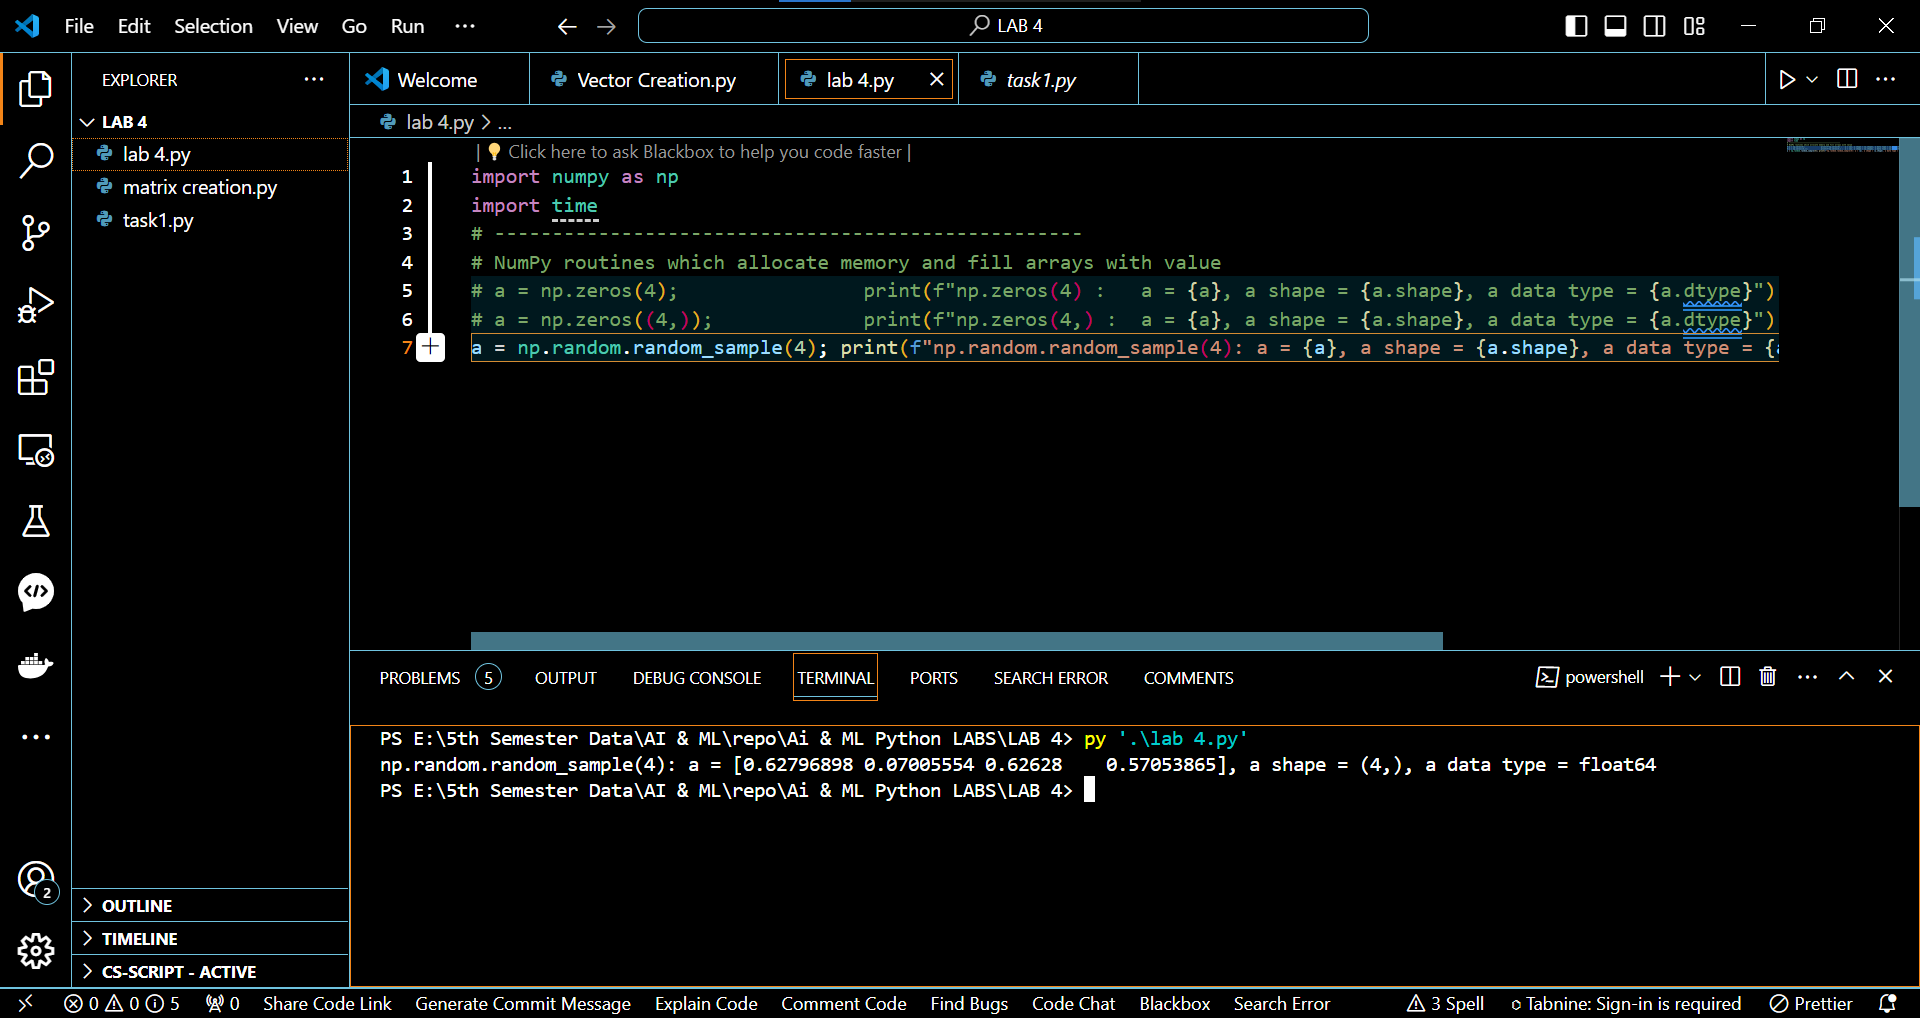 File Edit Selection View Go Run ··· LAB 4
EXPLORER ···
Welcome Vector Creation.py lab 4.py task1.py
LAB 4
lab 4.py
matrix creation.py
task1.py
lab 4.py > ...
| Click here to ask Blackbox to help you code faster |
1 import numpy as np
2 import time
3 # ---------------------------------------------------
4 # NumPy routines which allocate memory and fill arrays with value
5 # a = np.zeros(4);                print(f"np.zeros(4) :   a = {a}, a shape = {a.shape}, a data type = {a.dtype}")
6 # a = np.zeros((4,));             print(f"np.zeros(4,) :  a = {a}, a shape = {a.shape}, a data type = {a.dtype}")
7 a = np.random.random_sample(4); print(f"np.random.random_sample(4): a = {a}, a shape = {a.shape}, a data type = {a
PROBLEMS 5 OUTPUT DEBUG CONSOLE TERMINAL PORTS SEARCH ERROR COMMENTS powershell
PS E:\5th Semester Data\AI & ML\repo\Ai & ML Python LABS\LAB 4> py '.\lab 4.py'
np.random.random_sample(4): a = [0.62796898 0.07005554 0.62628    0.57053865], a shape = (4,), a data type = float64
PS E:\5th Semester Data\AI & ML\repo\Ai & ML Python LABS\LAB 4>
2
OUTLINE
TIMELINE
CS-SCRIPT - ACTIVE
0 0 5 0 Share Code Link Generate Commit Message Explain Code Comment Code Find Bugs Code Chat Blackbox Search Error 3 Spell Tabnine: Sign-in is required Prettier